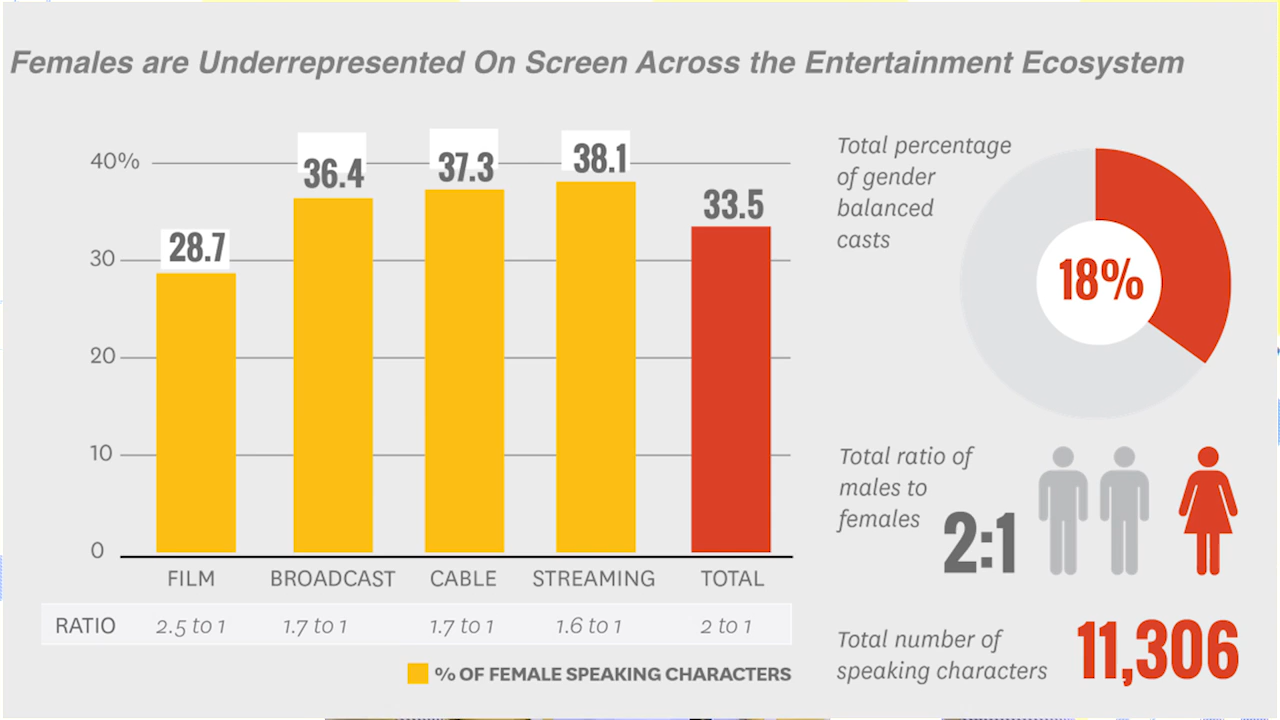 Females are Underrepresented On Screen Across the Entertainment Ecosystem
40%
30
20
10
0
28.7
36.4
37.3
38.1
33.5
FILM BROADCAST CABLE STREAMING TOTAL
RATIO 2.5 to 1 1.7 to 1 1.7 to 1 1.6 to 1 2 to 1
% OF FEMALE SPEAKING CHARACTERS
Total percentage
of gender
balanced
casts
18%
Total ratio of
males to
females
2:1
Total number of
speaking characters
11,306